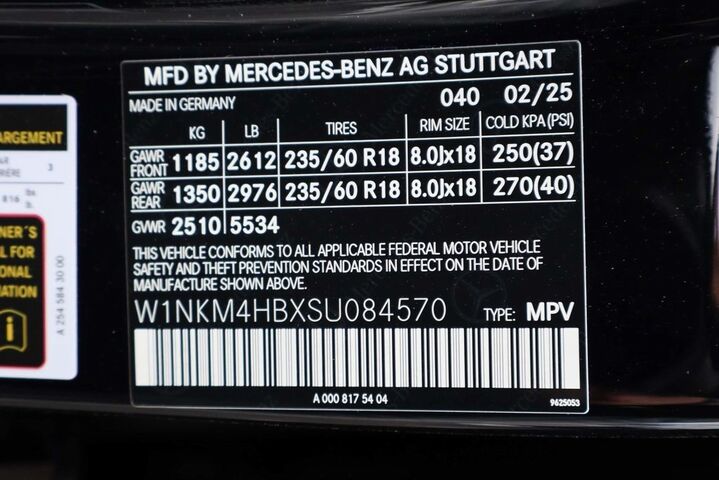 MFD BY MERCEDES-BENZ AG STUTTGART
MADE IN GERMANY 040 02/25
KG LB TIRES RIM SIZE COLD KPA(PSI)
GAWR FRONT 1185 2612 235/60 R18 8.0Jx18 250(37)
GAWR REAR 1350 2976 235/60 R18 8.0Jx18 270(40)
GVWR 2510 5534
THIS VEHICLE CONFORMS TO ALL APPLICABLE FEDERAL MOTOR VEHICLE
SAFETY AND THEFT PREVENTION STANDARDS IN EFFECT ON THE DATE OF
MANUFACTURE SHOWN ABOVE.
W1NKM4HBXSU084570 TYPE: MPV
A 000 817 54 04 9625053
ARGEMENT
3
816 lbs.
NER'S
L FOR
ONAL
MATION
A 254 584 30 00